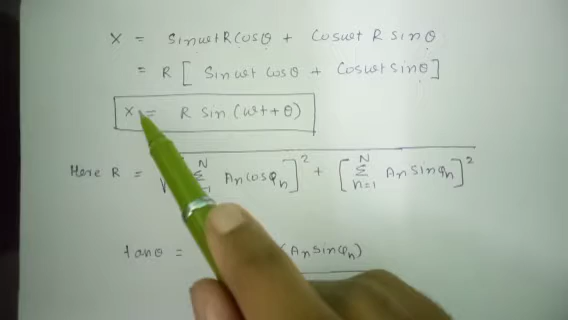 X = Sinωt R Cosθ + Cosωt R Sinθ
= R [ Sinωt Cosθ + Cosωt Sinθ ]
X = R Sin (ωt + θ)
Here R = √ Σ N =1 An Cosφn ]² + [ Σ N n=1 An Sinφn ]²
tanθ = (An Sinφn)